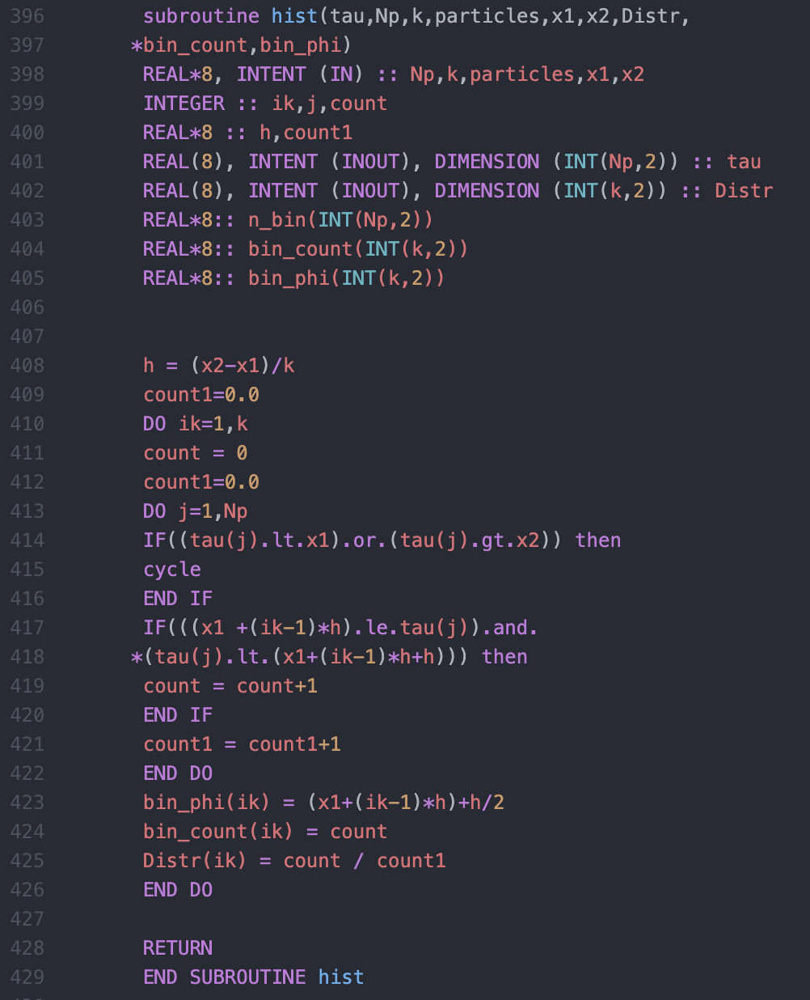 396 subroutine hist(tau,Np,k,particles,x1,x2,Distr,
397 *bin_count,bin_phi)
398 REAL*8, INTENT (IN) :: Np,k,particles,x1,x2
399 INTEGER :: ik,j,count
400 REAL*8 :: h,count1
401 REAL(8), INTENT (INOUT), DIMENSION (INT(Np,2)) :: tau
402 REAL(8), INTENT (INOUT), DIMENSION (INT(k,2)) :: Distr
403 REAL*8:: n_bin(INT(Np,2))
404 REAL*8:: bin_count(INT(k,2))
405 REAL*8:: bin_phi(INT(k,2))
406
407
408 h = (x2-x1)/k
409 count1=0.0
410 DO ik=1,k
411 count = 0
412 count1=0.0
413 DO j=1,Np
414 IF((tau(j).lt.x1).or.(tau(j).gt.x2)) then
415 cycle
416 END IF
417 IF(((x1 +(ik-1)*h).le.tau(j)).and.
418 *(tau(j).lt.(x1+(ik-1)*h+h))) then
419 count = count+1
420 END IF
421 count1 = count1+1
422 END DO
423 bin_phi(ik) = (x1+(ik-1)*h)+h/2
424 bin_count(ik) = count
425 Distr(ik) = count / count1
426 END DO
427
428 RETURN
429 END SUBROUTINE hist